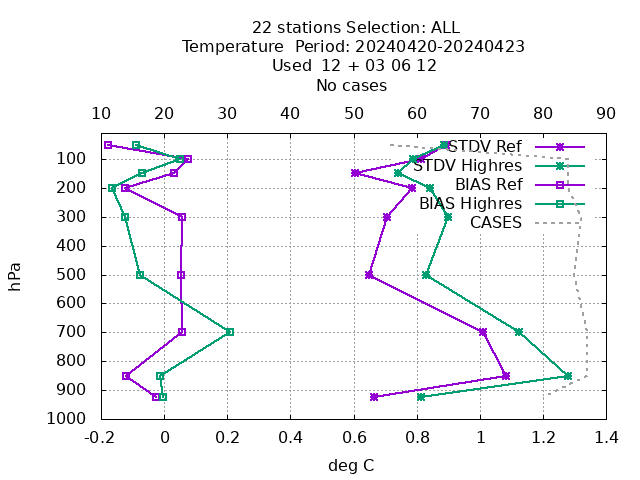 22 stations Selection: ALL
Temperature  Period: 20240420-20240423
Used  12 + 03 06 12
No cases
10 20 30 40 50 60 70 80 90
STDV Ref
STDV Highres
BIAS Ref
BIAS Highres
CASES
100
200
300
400
500
600
700
800
900
1000
hPa
-0.2 0 0.2 0.4 0.6 0.8 1 1.2 1.4
deg C